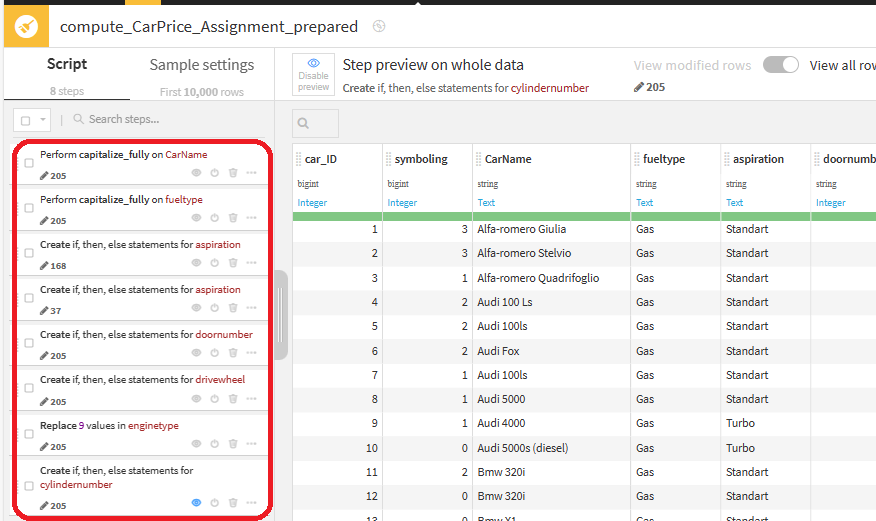 compute_CarPrice_Assignment_prepared
Script
8 steps
Sample settings
First 10,000 rows
Disable
preview
Step preview on whole data
Create if, then, else statements for cylindernumber
View modified rows
View all row
205
Search steps...
Perform capitalize_fully on CarName
205
Perform capitalize_fully on fueltype
205
Create if, then, else statements for aspiration
168
Create if, then, else statements for aspiration
37
Create if, then, else statements for doornumber
205
Create if, then, else statements for drivewheel
205
Replace 9 values in enginetype
205
Create if, then, else statements for
cylindernumber
205
car_ID symboling CarName fueltype aspiration doornumb
bigint bigint string string string string
Integer Integer Text Text Text Integer
1 3 Alfa-romero Giulia Gas Standart
2 3 Alfa-romero Stelvio Gas Standart
3 1 Alfa-romero Quadrifoglio Gas Standart
4 2 Audi 100 Ls Gas Standart
5 2 Audi 100ls Gas Standart
6 2 Audi Fox Gas Standart
7 1 Audi 100ls Gas Standart
8 1 Audi 5000 Gas Standart
9 1 Audi 4000 Gas Turbo
10 0 Audi 5000s (diesel) Gas Turbo
11 2 Bmw 320i Gas Standart
12 0 Bmw 320i Gas Standart
13 0 Bmw X1 Gas Standart